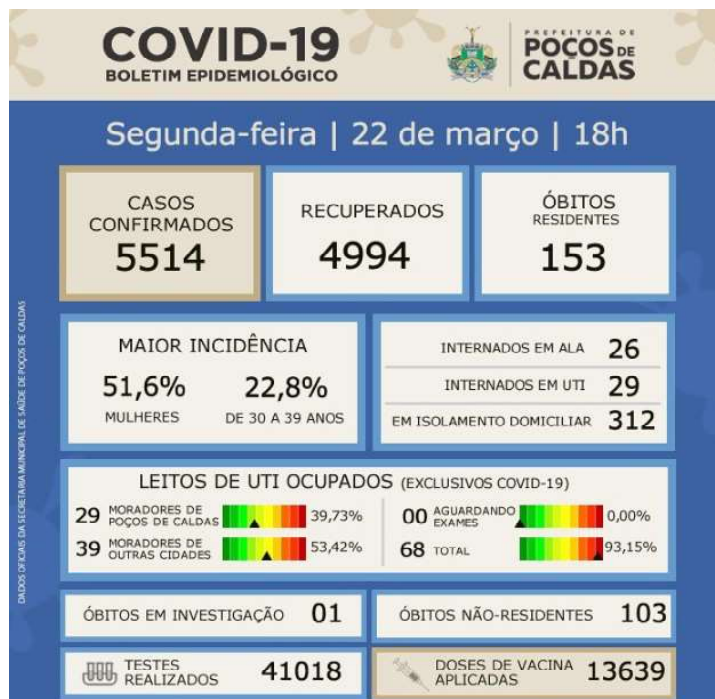 COVID-19
BOLETIM EPIDEMIOLÓGICO
PREFEITURA DE
POÇOS DE
CALDAS
Segunda-feira | 22 de março | 18h
CASOS
CONFIRMADOS
5514
RECUPERADOS
4994
ÓBITOS
RESIDENTES
153
MAIOR INCIDÊNCIA
51,6%
MULHERES
22,8%
DE 30 A 39 ANOS
INTERNADOS EM ALA 26
INTERNADOS EM UTI 29
EM ISOLAMENTO DOMICILIAR 312
LEITOS DE UTI OCUPADOS (EXCLUSIVOS COVID-19)
29 MORADORES DE
POÇOS DE CALDAS 39,73%
39 MORADORES DE
OUTRAS CIDADES 53,42%
00 AGUARDANDO
EXAMES 0,00%
68 TOTAL 93,15%
ÓBITOS EM INVESTIGAÇÃO 01
ÓBITOS NÃO-RESIDENTES 103
TESTES
REALIZADOS 41018
DOSES DE VACINA
APLICADAS 13639
DADOS OFICIAIS DA SECRETARIA MUNICIPAL DE SAÚDE DE POÇOS DE CALDAS